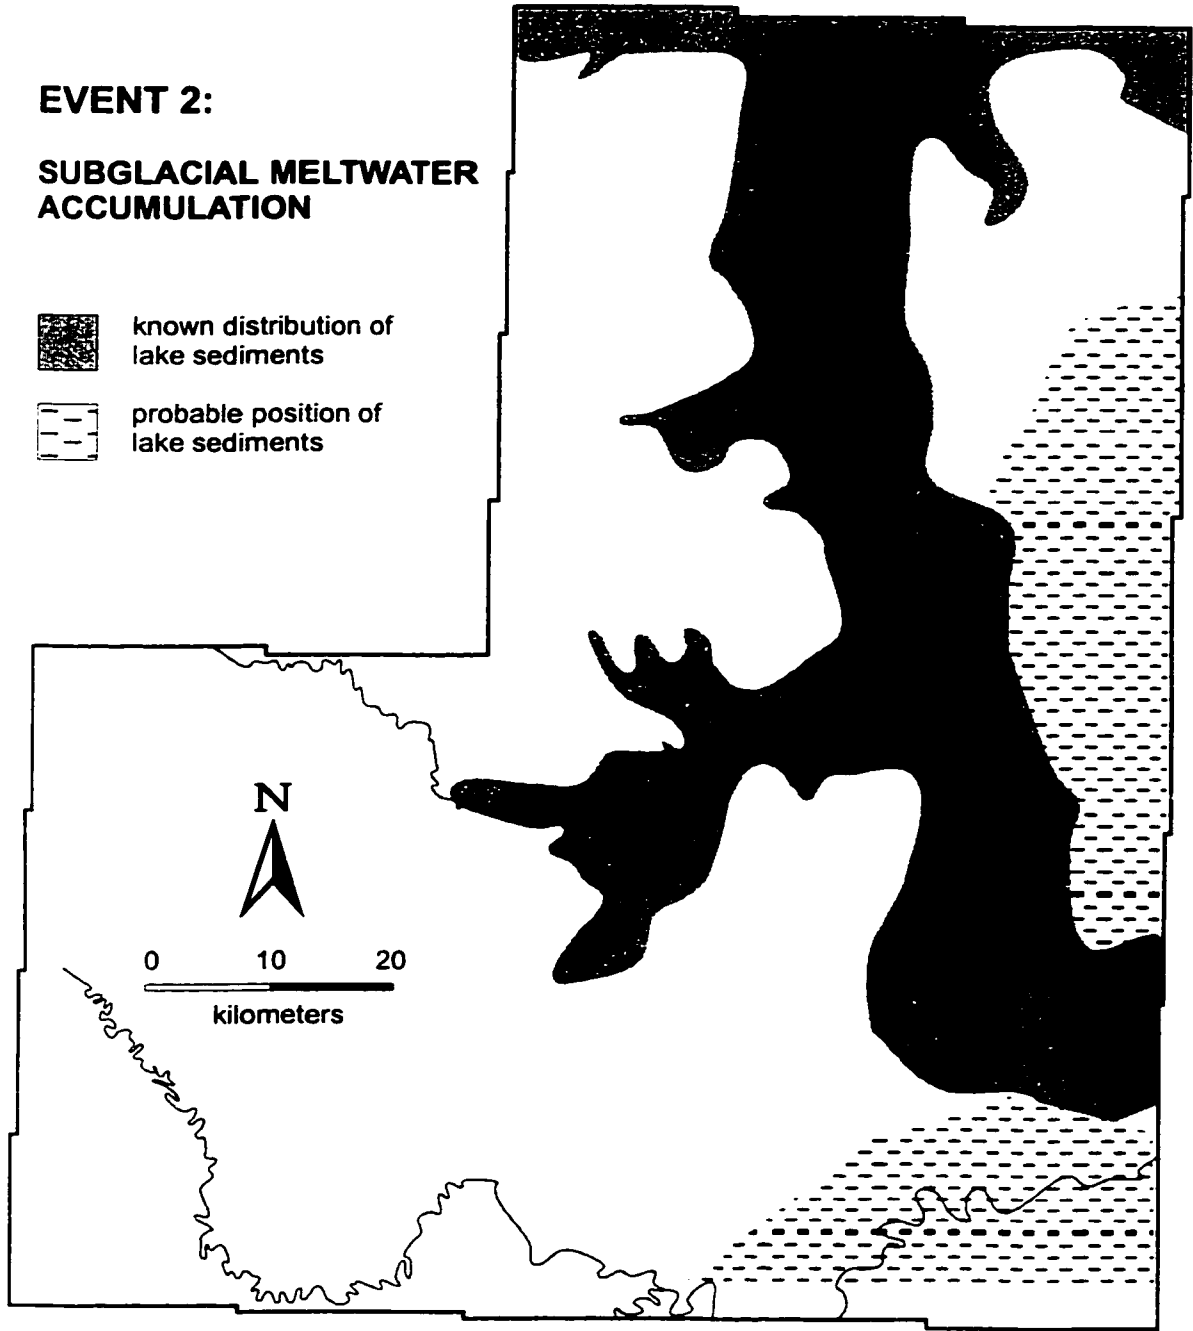 EVENT 2:
SUBGLACIAL MELTWATER
ACCUMULATION
known distribution of
lake sediments
probable position of
lake sediments
N
0 10 20
kilometers